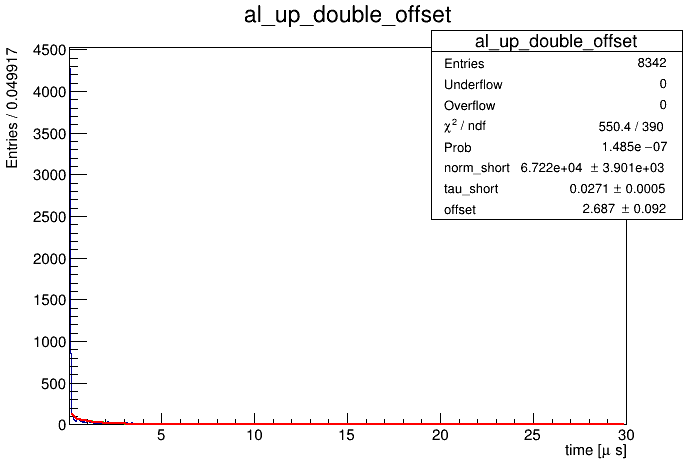 al_up_double_offset
al_up_double_offset
Entries 8342
Underflow 0
Overflow 0
χ² / ndf 550.4 / 390
Prob 1.485e −07
norm_short 6.722e+04 ± 3.901e+03
tau_short 0.0271 ± 0.0005
offset 2.687 ± 0.092
Entries / 0.049917
4500
4000
3500
3000
2500
2000
1500
1000
500
0
5 10 15 20 25 30
time [μ s]